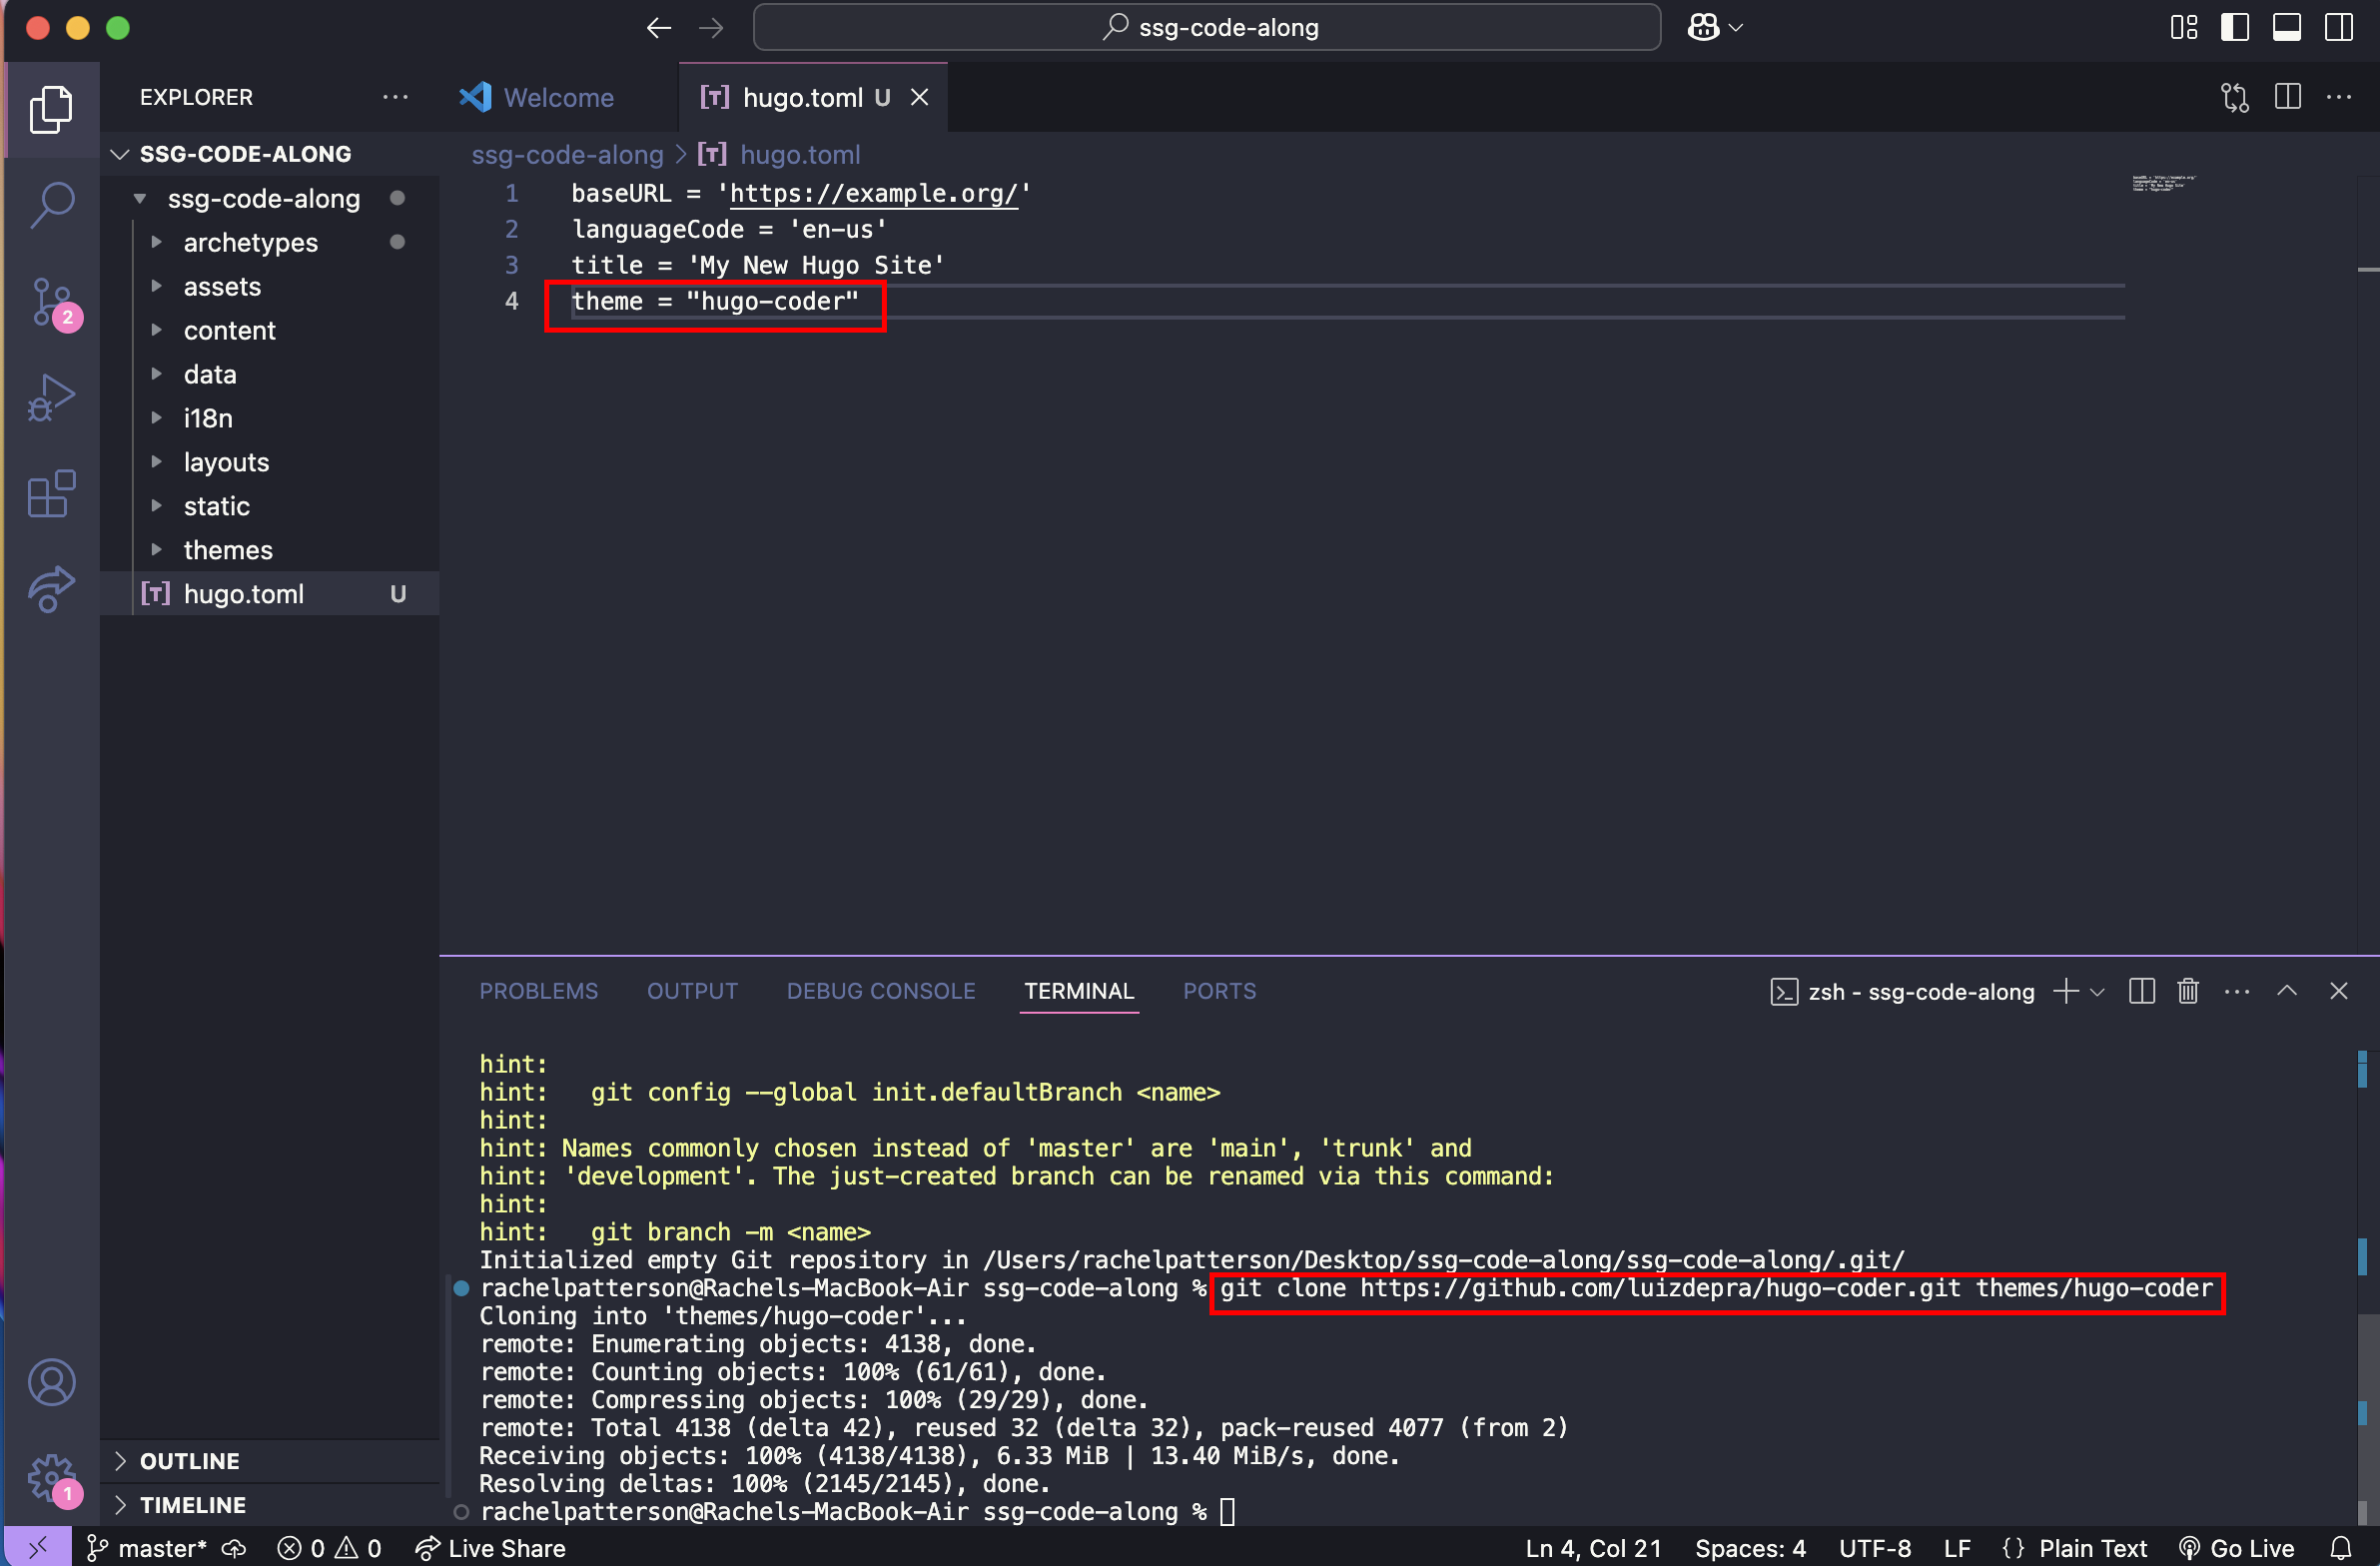 ssg-code-along
EXPLORER
Welcome
[T] hugo.toml U
SSG-CODE-ALONG
ssg-code-along
archetypes
assets
content
data
i18n
layouts
static
themes
[T] hugo.toml U
2
ssg-code-along > [T] hugo.toml
1 baseURL = 'https://example.org/'
2 languageCode = 'en-us'
3 title = 'My New Hugo Site'
4 theme = "hugo-coder"
PROBLEMS OUTPUT DEBUG CONSOLE TERMINAL PORTS
zsh - ssg-code-along
hint:
hint:   git config --global init.defaultBranch <name>
hint:
hint: Names commonly chosen instead of 'master' are 'main', 'trunk' and
hint: 'development'. The just-created branch can be renamed via this command:
hint:
hint:   git branch -m <name>
Initialized empty Git repository in /Users/rachelpatterson/Desktop/ssg-code-along/ssg-code-along/.git/
rachelpatterson@Rachels-MacBook-Air ssg-code-along % git clone https://github.com/luizdepra/hugo-coder.git themes/hugo-coder
Cloning into 'themes/hugo-coder'...
remote: Enumerating objects: 4138, done.
remote: Counting objects: 100% (61/61), done.
remote: Compressing objects: 100% (29/29), done.
remote: Total 4138 (delta 42), reused 32 (delta 32), pack-reused 4077 (from 2)
Receiving objects: 100% (4138/4138), 6.33 MiB | 13.40 MiB/s, done.
Resolving deltas: 100% (2145/2145), done.
rachelpatterson@Rachels-MacBook-Air ssg-code-along %
OUTLINE
TIMELINE
1
master* 0 0 Live Share
Ln 4, Col 21 Spaces: 4 UTF-8 LF {} Plain Text Go Live